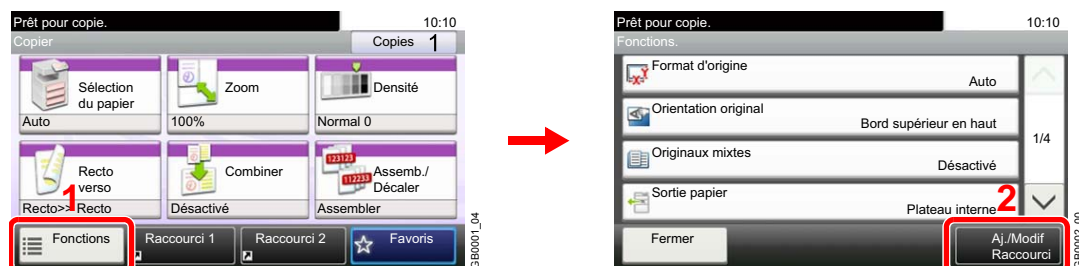 Prêt pour copie.
10:10
Copier
Copies 1
Sélection
du papier
Auto
Zoom
100%
Densité
Normal 0
Recto
verso
Recto>>Recto
Combiner
Désactivé
Assemb./
Décaler
Assembler
123123
112233
1
Fonctions
Raccourci 1
Raccourci 2
Favoris
GB0001_04
Prêt pour copie.
10:10
Fonctions.
Format d'origine
Auto
Orientation original
Bord supérieur en haut
Originaux mixtes
Désactivé
Sortie papier
Plateau interne
1/4
2
Fermer
Aj./Modif
Raccourci